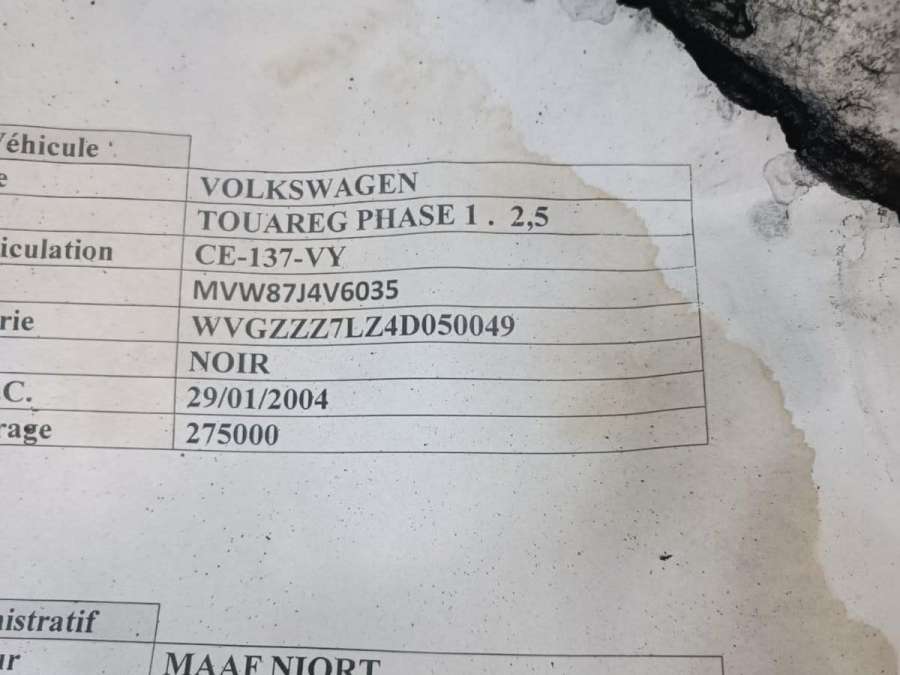 Véhicule
e VOLKSWAGEN
TOUAREG PHASE 1 . 2,5
iculation CE-137-VY
MVW87J4V6035
rie WVGZZZ7LZ4D050049
NOIR
.C. 29/01/2004
rage 275000
nistratif
ur MAAF NIORT